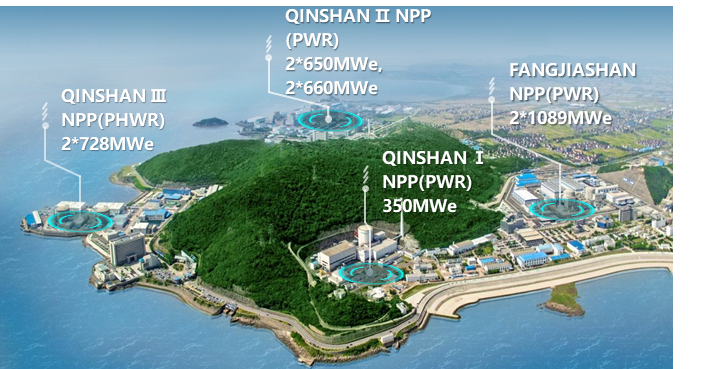 QINSHAN Ⅱ NPP
(PWR)
2*650MWe,
2*660MWe
FANGJIASHAN
NPP(PWR)
2*1089MWe
QINSHAN Ⅲ
NPP(PHWR)
2*728MWe
QINSHAN Ⅰ
NPP(PWR)
350MWe